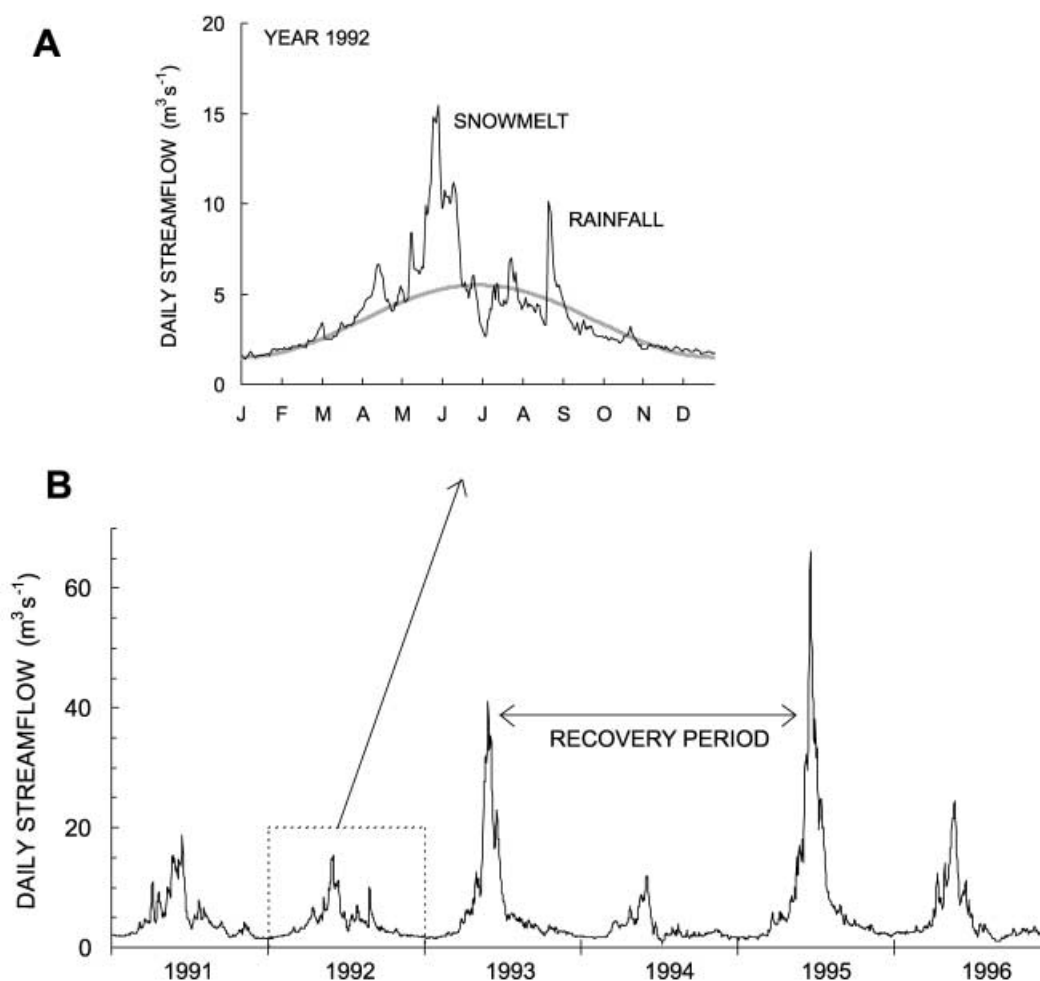 A
YEAR 1992
DAILY STREAMFLOW (m³s⁻¹)
20
15
10
5
0
SNOWMELT
RAINFALL
J F M A M J J A S O N D
B
DAILY STREAMFLOW (m³s⁻¹)
60
40
20
0
RECOVERY PERIOD
1991 1992 1993 1994 1995 1996